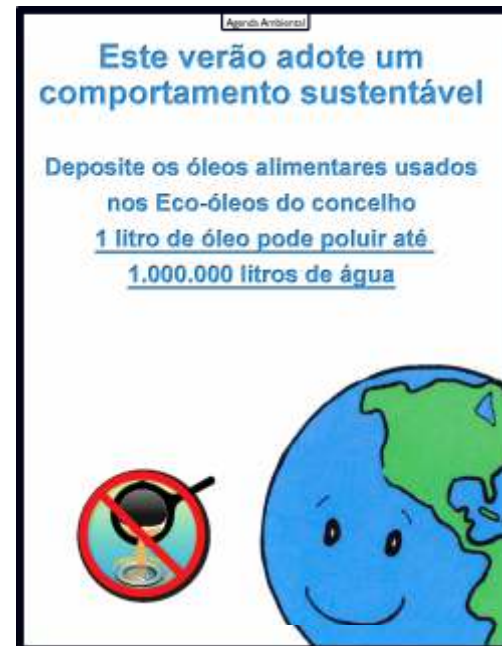 Agenda Ambiental
Este verão adote um
comportamento sustentável
Deposite os óleos alimentares usados
nos Eco-óleos do concelho
1 litro de óleo pode poluir até
1.000.000 litros de água